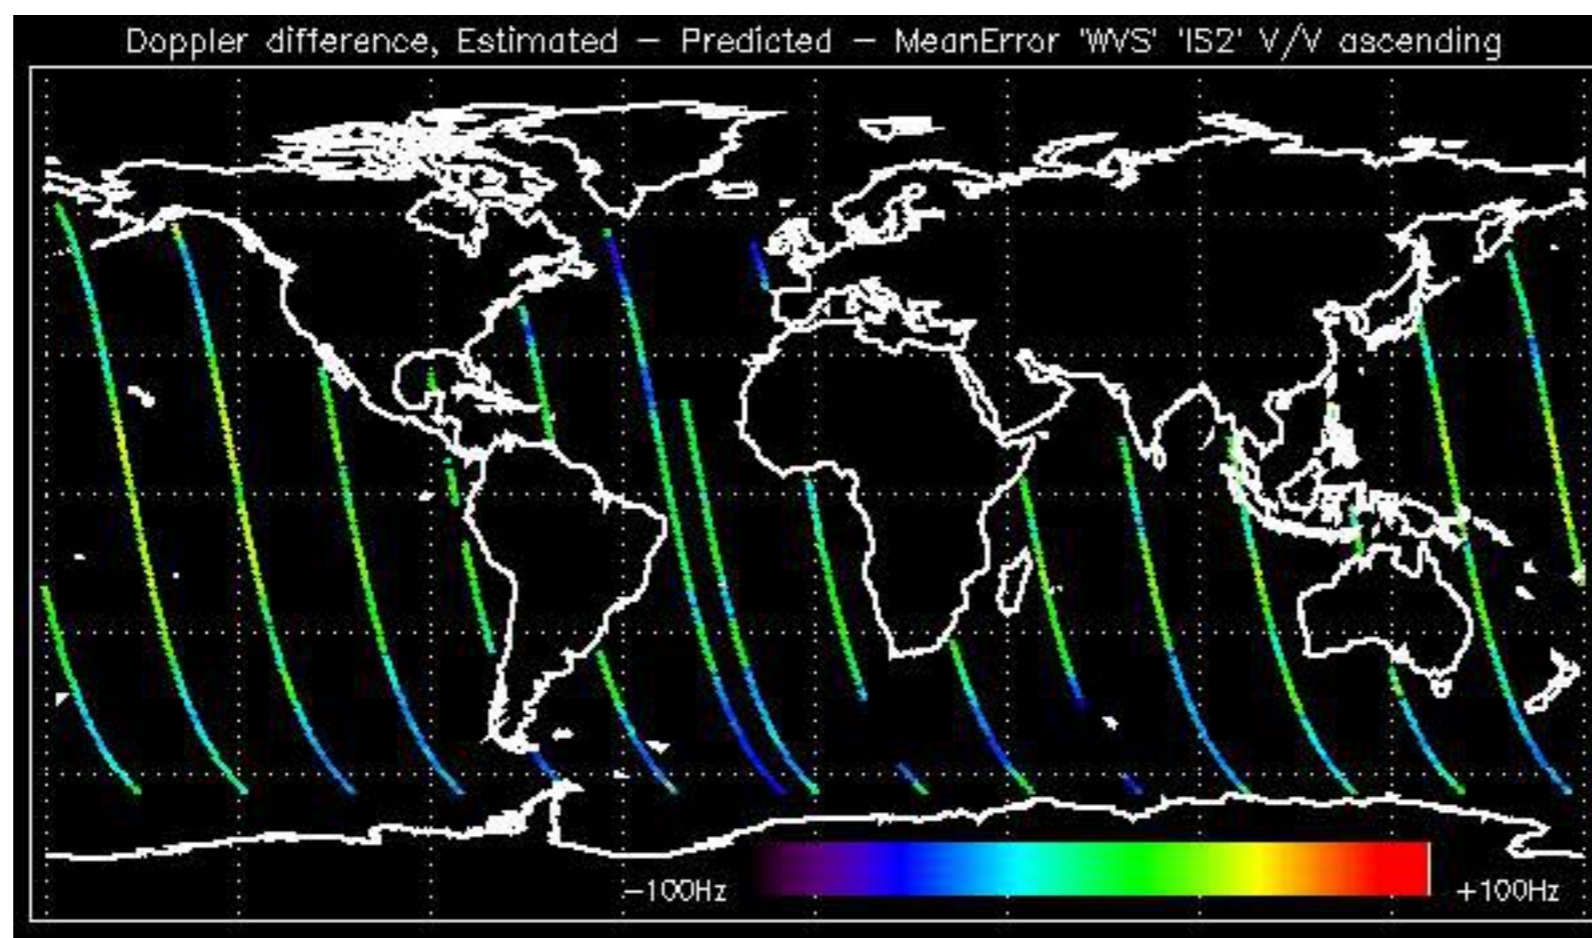 Doppler difference, Estimated – Predicted – MeanError 'WVS' 'IS2' V/V ascending
–100Hz +100Hz